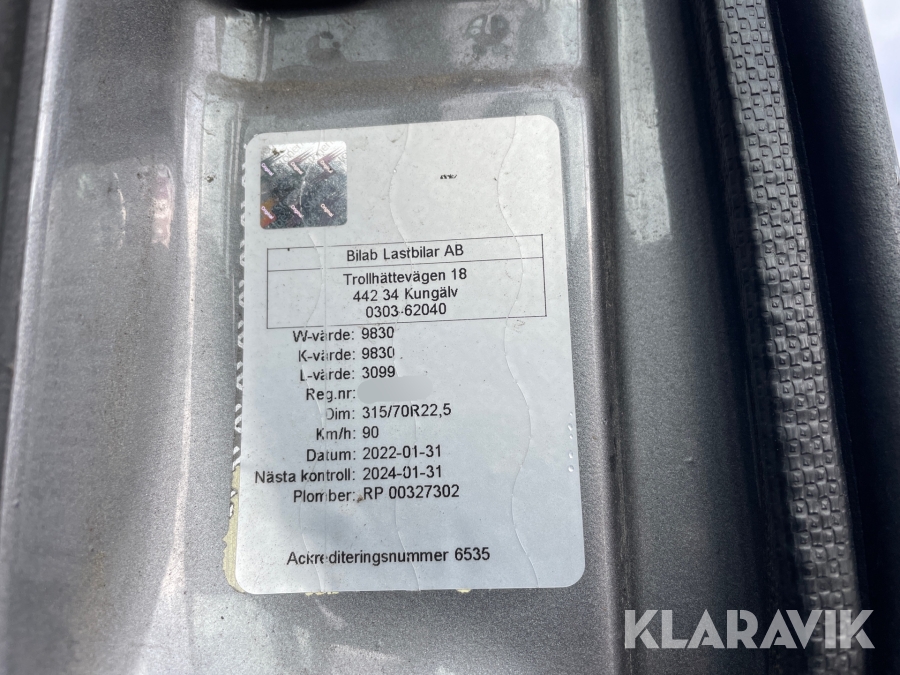 KLARAVIK
Bilab Lastbilar AB
Trollhättevägen 18
442 34 Kungälv
0303-62040
W-värde: 9830
K-värde: 9830
L-värde: 3099
Reg.nr:
Dim: 315/70R22,5
Km/h: 90
Datum: 2022-01-31
Nästa kontroll: 2024-01-31
Plomber: RP 00327302
Ackrediteringsnummer 6535
KLARAVIK